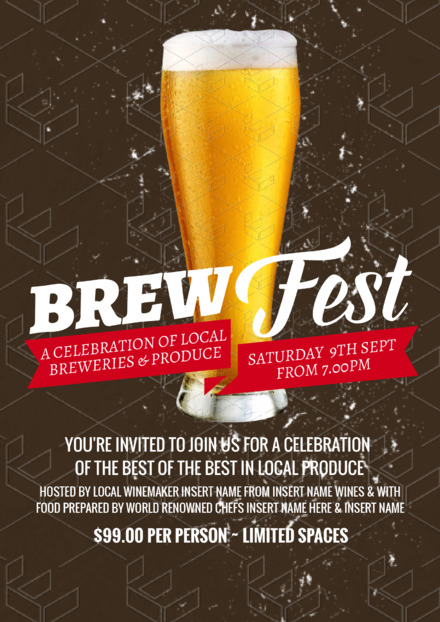 BREW Fest
A CELEBRATION OF LOCAL
BREWERIES & PRODUCE
SATURDAY 9TH SEPT
FROM 7.00PM
YOU'RE INVITED TO JOIN US FOR A CELEBRATION
OF THE BEST OF THE BEST IN LOCAL PRODUCE
HOSTED BY LOCAL WINEMAKER INSERT NAME FROM INSERT NAME WINES & WITH
FOOD PREPARED BY WORLD RENOWNED CHEFS INSERT NAME HERE & INSERT NAME
$99.00 PER PERSON ~ LIMITED SPACES